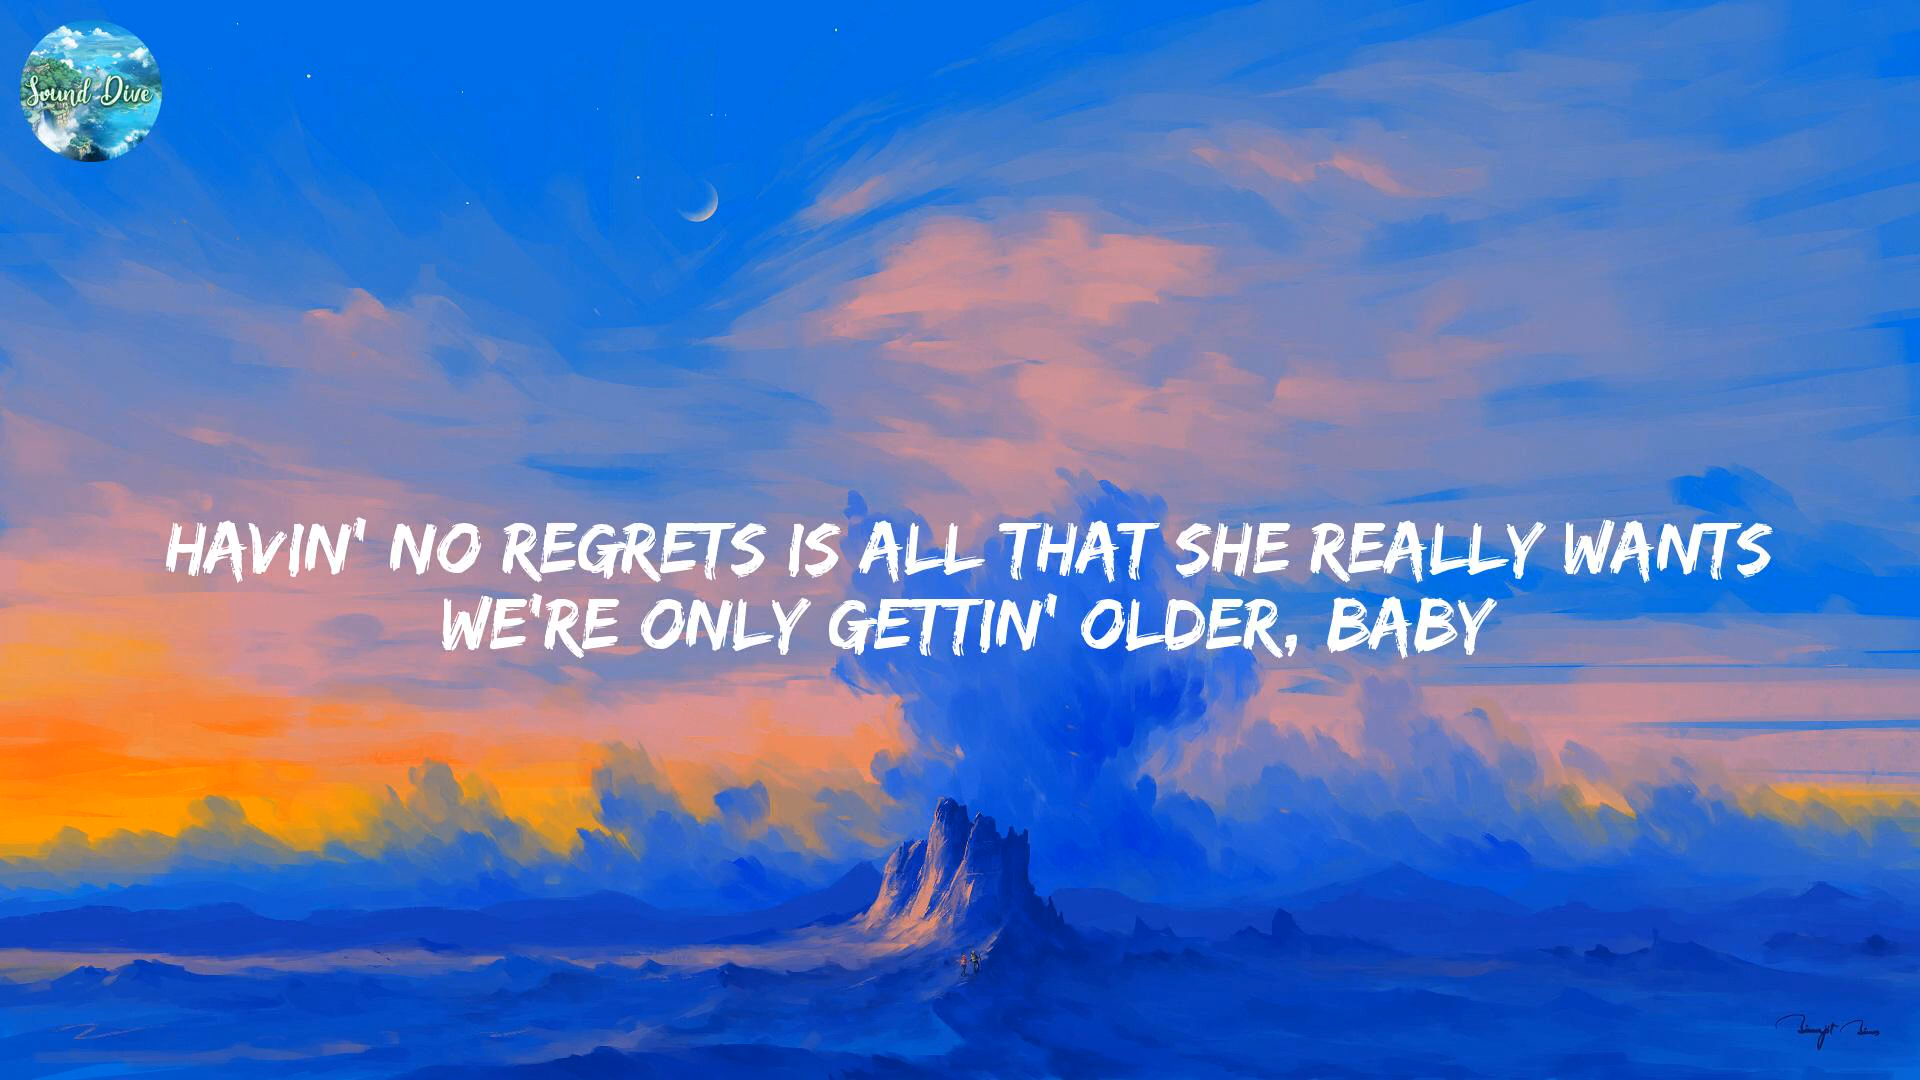 Sound Dive
HAVIN' NO REGRETS IS ALL THAT SHE REALLY WANTS
WE'RE ONLY GETTIN' OLDER, BABY